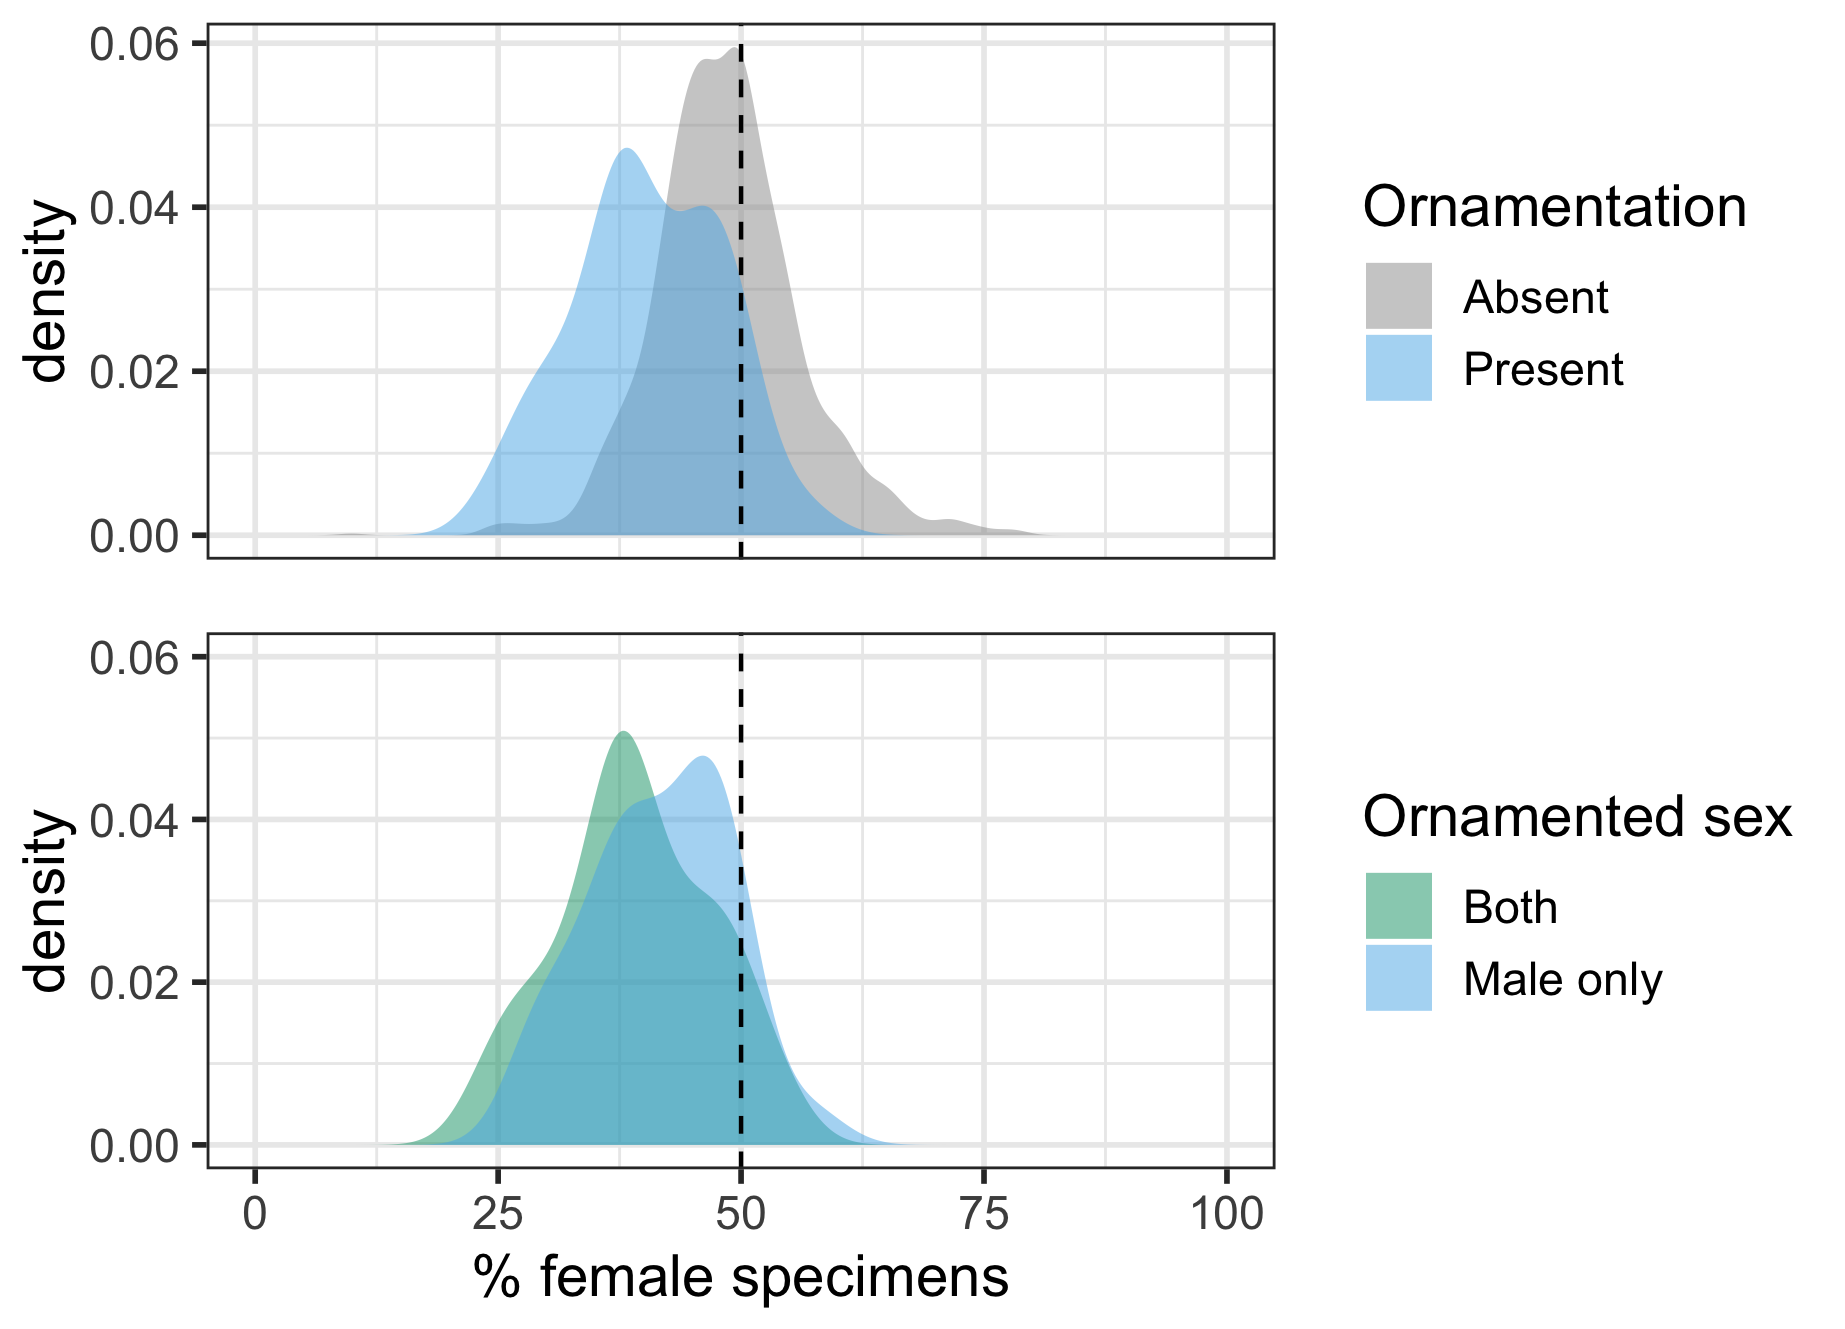 0.06
0.04
0.02
0.00
density
Ornamentation
Absent
Present
0.06
0.04
0.02
0.00
density
Ornamented sex
Both
Male only
0 25 50 75 100
% female specimens